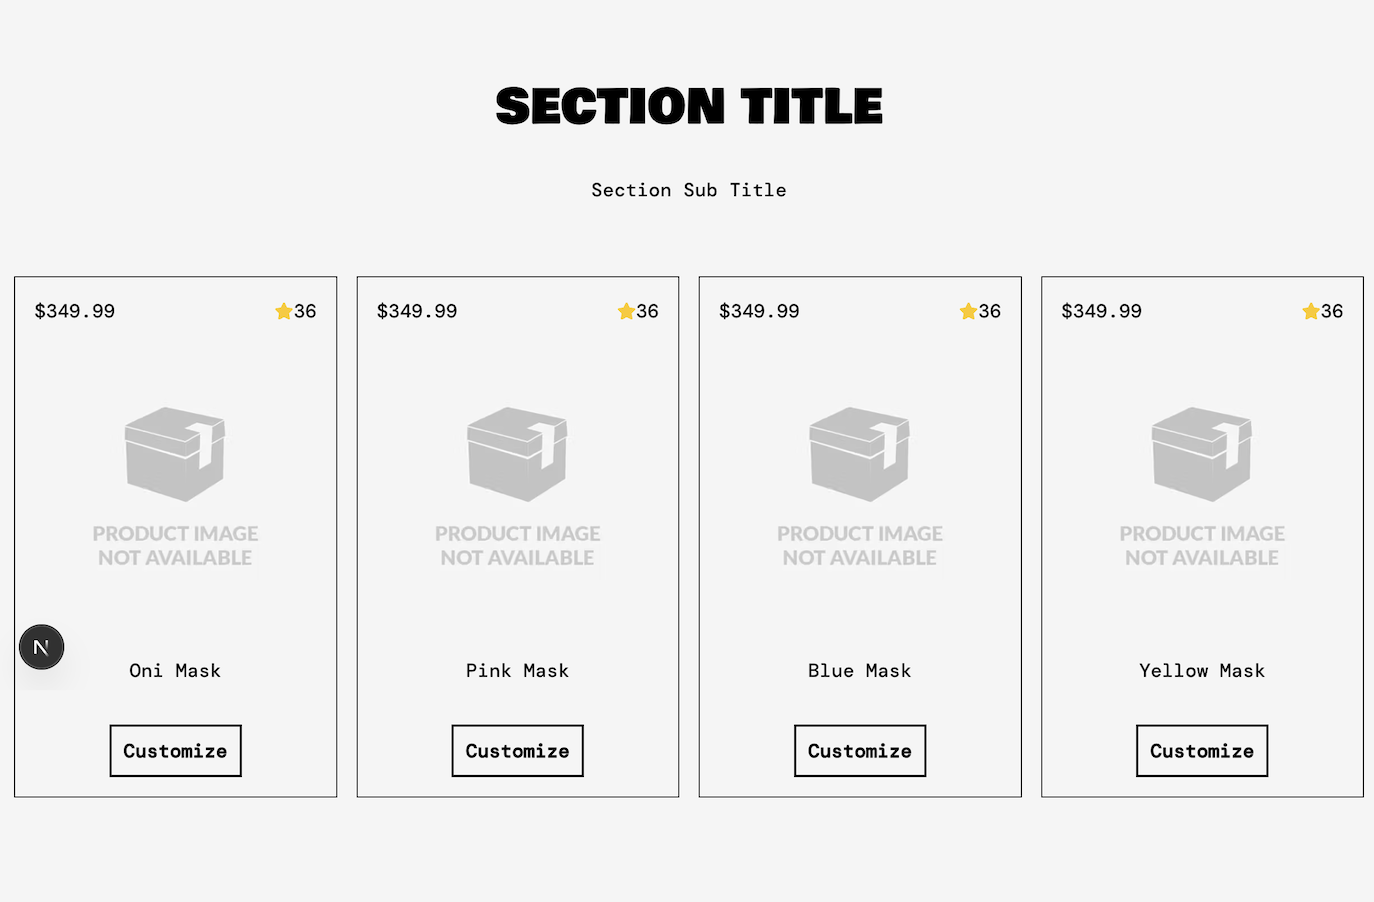 SECTION TITLE
Section Sub Title
$349.99 ⭐36
PRODUCT IMAGE
NOT AVAILABLE
Oni Mask
Customize
$349.99 ⭐36
PRODUCT IMAGE
NOT AVAILABLE
Pink Mask
Customize
$349.99 ⭐36
PRODUCT IMAGE
NOT AVAILABLE
Blue Mask
Customize
$349.99 ⭐36
PRODUCT IMAGE
NOT AVAILABLE
Yellow Mask
Customize
N